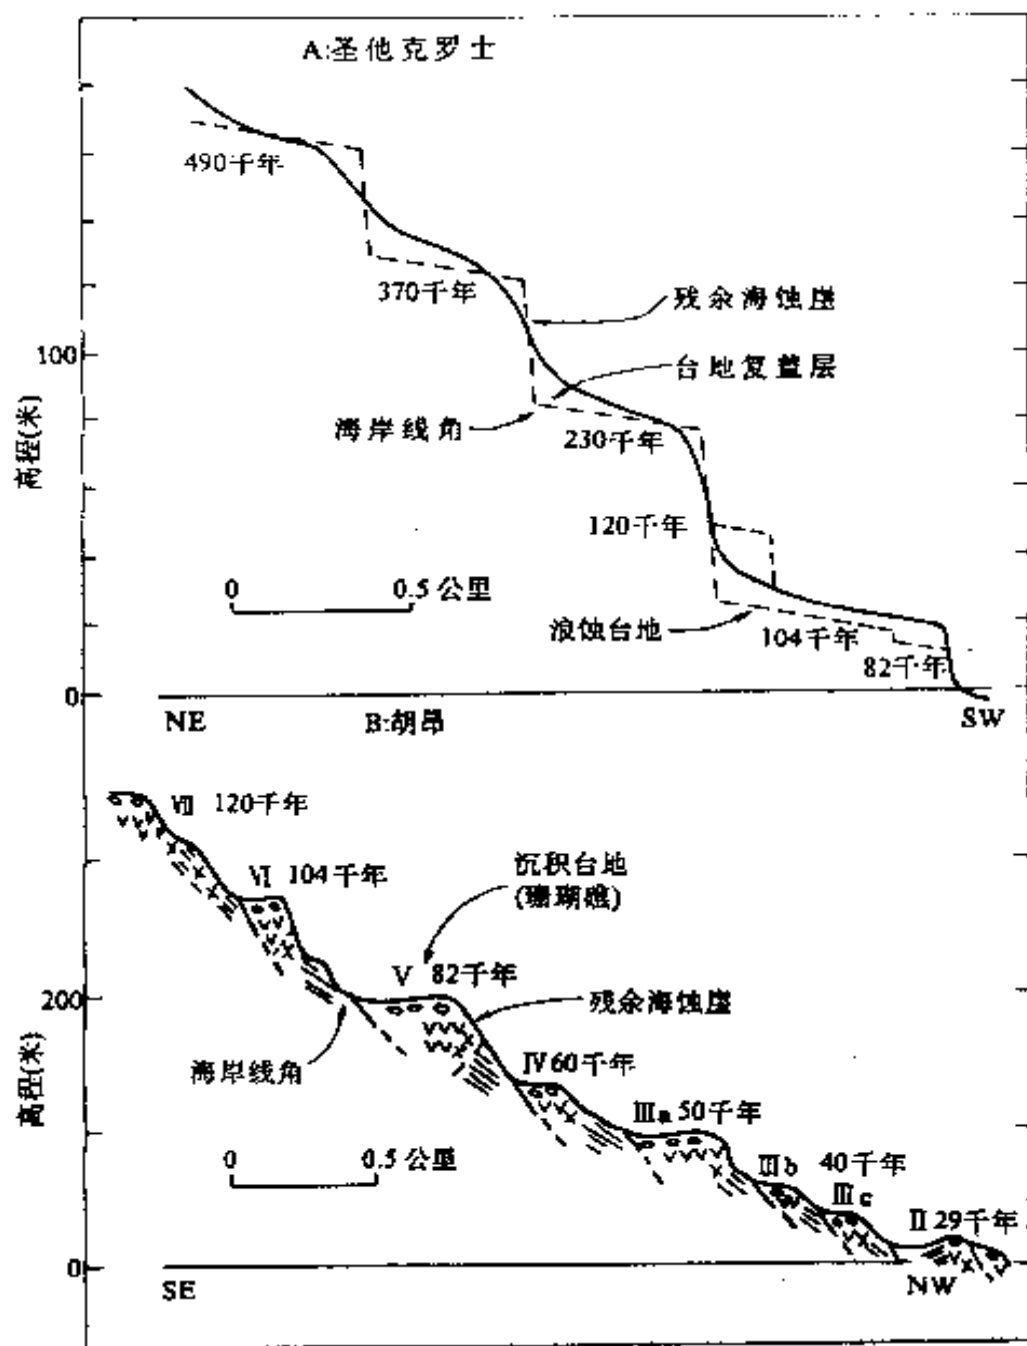 A:圣他克罗士
490千年
370千年
残余海蚀崖
100
台地复盖层
海岸线角
230千年
高程(米)
120千年
0 0.5 公里
浪蚀台地
104千年
82千年
0
NE
B:胡昂
SW
Ⅶ 120千年
Ⅵ 104千年
沉积台地
(珊瑚礁)
Ⅴ 82千年
200
残余海蚀崖
海岸线角
Ⅳ 60千年
高程(米)
Ⅲa 50千年
0 0.5 公里
Ⅲb 40千年
Ⅲc
Ⅱ 29千年
0
SE
NW